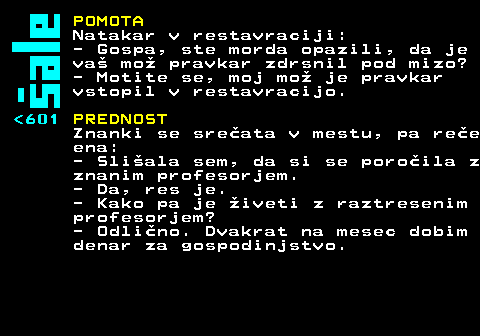 šale
<601
POMOTA
Natakar v restavraciji:
- Gospa, ste morda opazili, da je
vaš mož pravkar zdrsnil pod mizo?
- Motite se, moj mož je pravkar
vstopil v restavracijo.
PREDNOST
Znanki se srečata v mestu, pa reče
ena:
- Slišala sem, da si se poročila z
znanim profesorjem.
- Da, res je.
- Kako pa je živeti z raztresenim
profesorjem?
- Odlično. Dvakrat na mesec dobim
denar za gospodinjstvo.